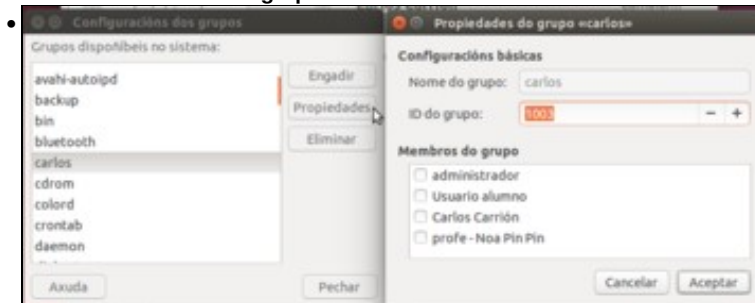 Configuracións dos grupos
Grupos dispoñíbeis no sistema:
avahi-autoipd
backup
bin
bluetooth
carlos
cdrom
colord
crontab
daemon
Engadir
Propiedades
Eliminar
Axuda
Pechar
Propiedades do grupo «carlos»
Configuracións básicas
Nome do grupo: carlos
ID do grupo: 1003 - +
Membros do grupo
administrador
Usuario alumno
Carlos Carrión
profe - Noa Pin Pin
Cancelar Aceptar